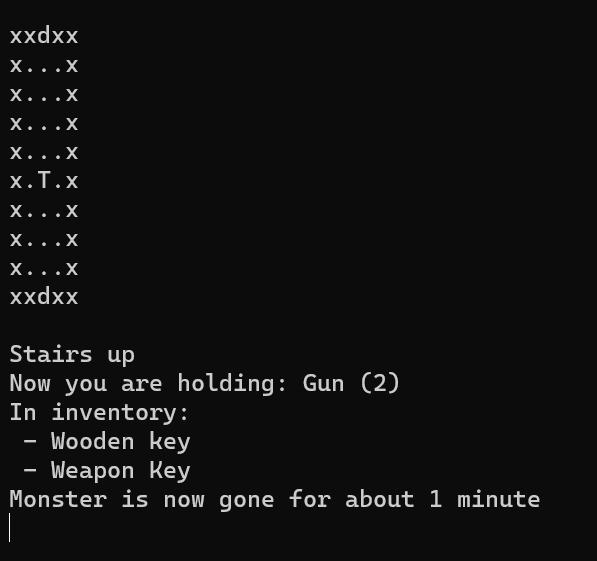 xxdxx
x...x
x...x
x...x
x...x
x.T.x
x...x
x...x
x...x
xxdxx
Stairs up
Now you are holding: Gun (2)
In inventory:
 - Wooden key
 - Weapon Key
Monster is now gone for about 1 minute